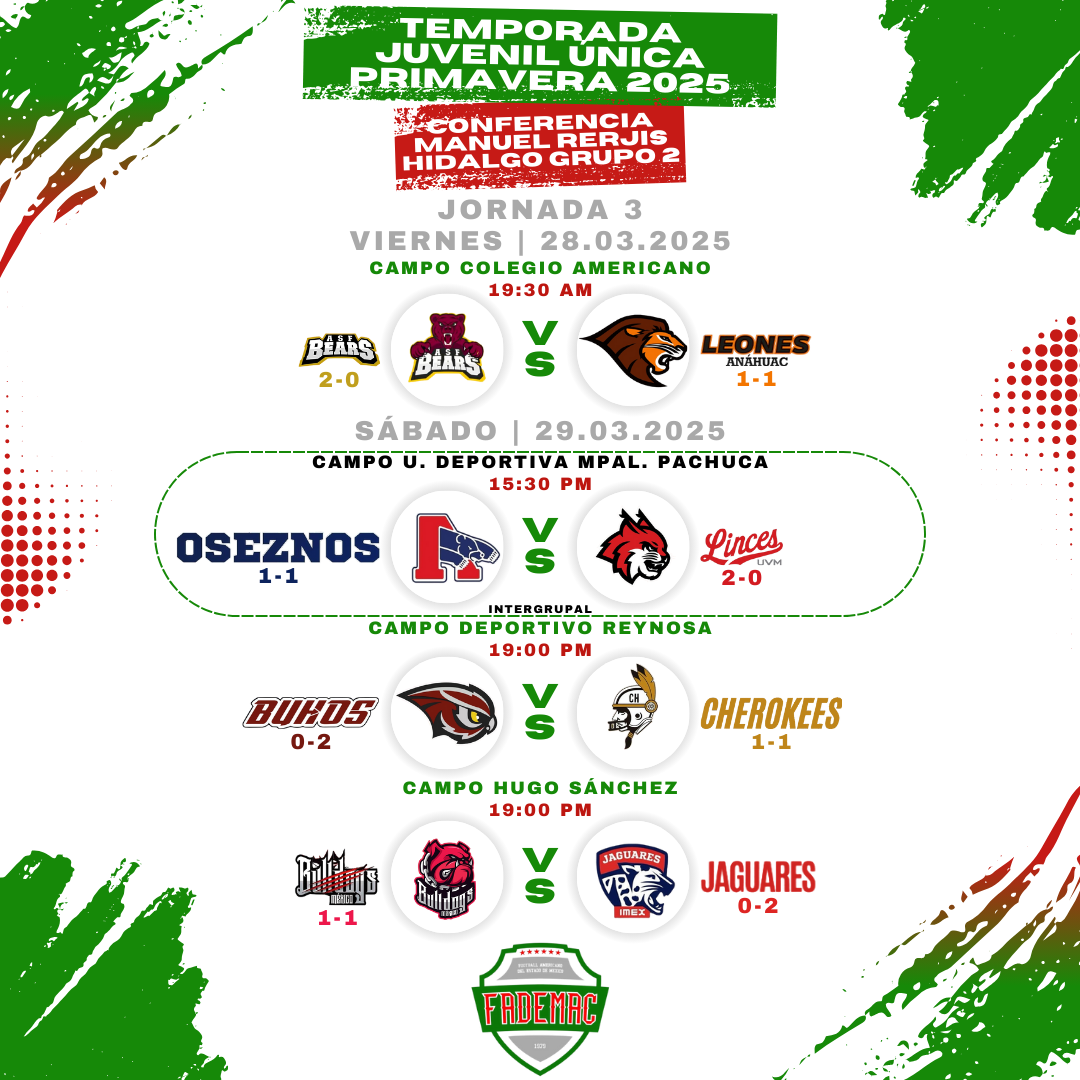 TEMPORADA
JUVENIL ÚNICA
PRIMAVERA 2025
CONFERENCIA
MANUEL RERJIS
HIDALGO GRUPO 2
JORNADA 3
VIERNES | 28.03.2025
CAMPO COLEGIO AMERICANO
19:30 AM
ASF
BEARS
2-0
ASF
BEARS
VS
LEONES
ANÁHUAC
1-1
SÁBADO | 29.03.2025
CAMPO U. DEPORTIVA MPAL. PACHUCA
15:30 PM
OSEZNOS
1-1
VS
Linces
UVM
2-0
INTERGRUPAL
CAMPO DEPORTIVO REYNOSA
19:00 PM
BUHOS
0-2
VS
CH
CHEROKEES
1-1
CAMPO HUGO SÁNCHEZ
19:00 PM
Bulldogs
MÉXICO
1-1
Bulldogs
MÉXICO
VS
JAGUARES
IMEX
JAGUARES
0-2
FOOTBALL AMERICANO
DEL ESTADO DE MÉXICO
FADEMAC